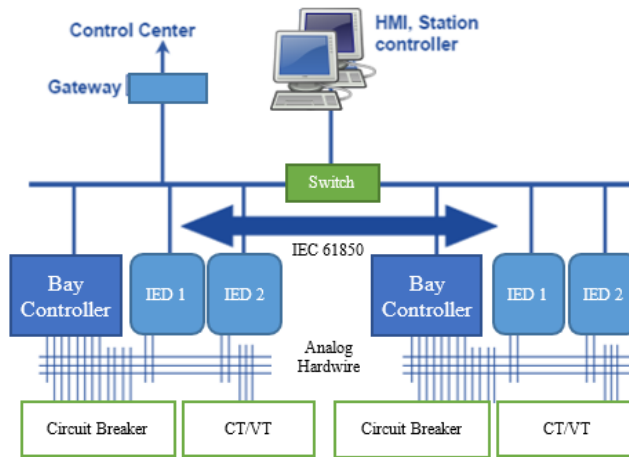 Control Center
HMI, Station
controller
Gateway
Switch
IEC 61850
Bay
Controller
IED 1
IED 2
Bay
Controller
IED 1
IED 2
Analog
Hardwire
Circuit Breaker
CT/VT
Circuit Breaker
CT/VT